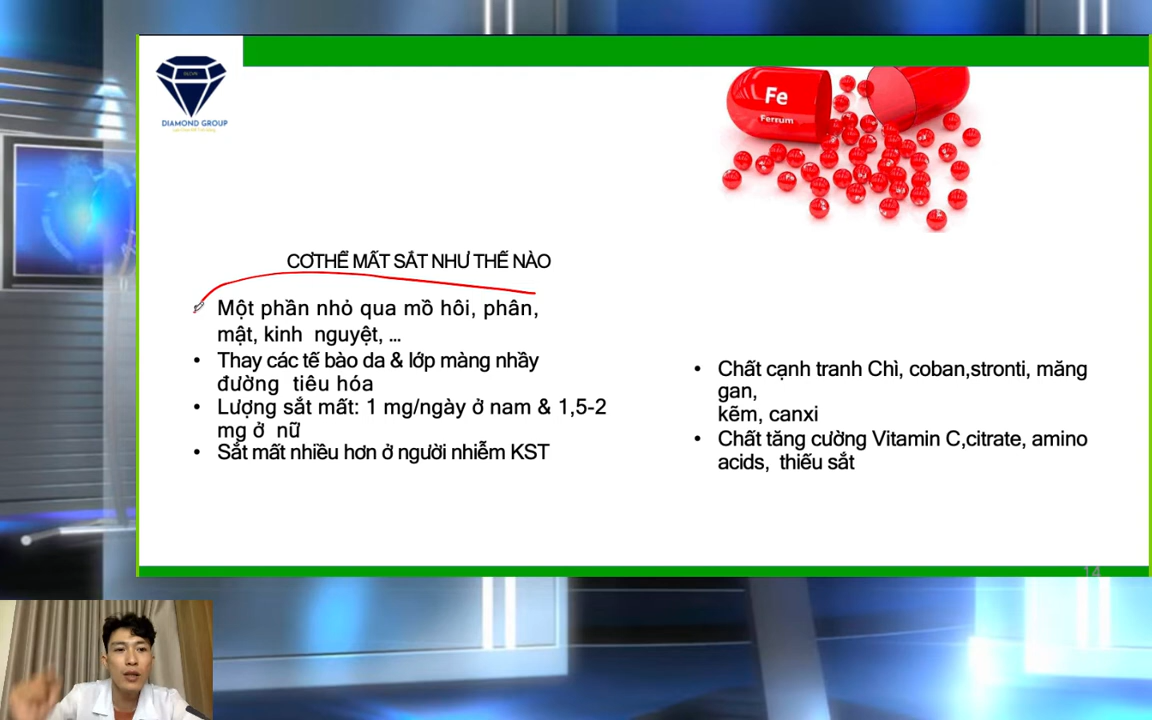 DIAMOND GROUP
Fe
Ferrum
CƠ THỂ MẤT SẮT NHƯ THẾ NÀO
Một phần nhỏ qua mồ hôi, phân,
mật, kinh nguyệt, ...
• Thay các tế bào da & lớp màng nhầy
đường tiêu hóa
• Lượng sắt mất: 1 mg/ngày ở nam & 1,5-2
mg ở nữ
• Sắt mất nhiều hơn ở người nhiễm KST
• Chất cạnh tranh Chì, coban,stronti, măng
gan,
kẽm, canxi
• Chất tăng cường Vitamin C,citrate, amino
acids, thiếu sắt
14